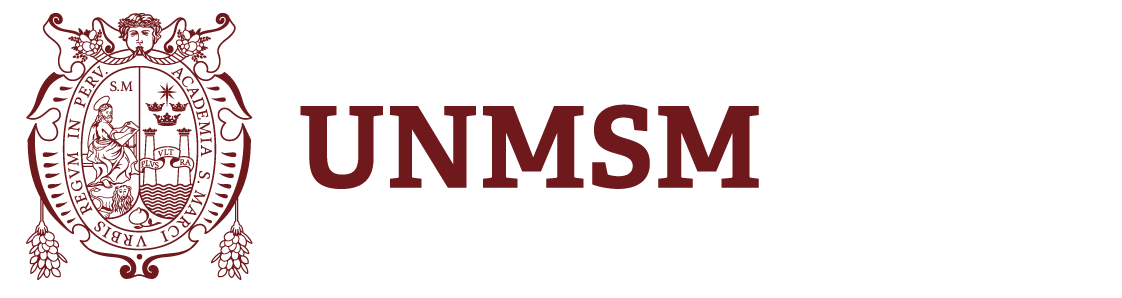 ACADEMIA S. MARCI VRBIS REGVM IN PERV.
S.M
PLVS VLT RA
UNMSM